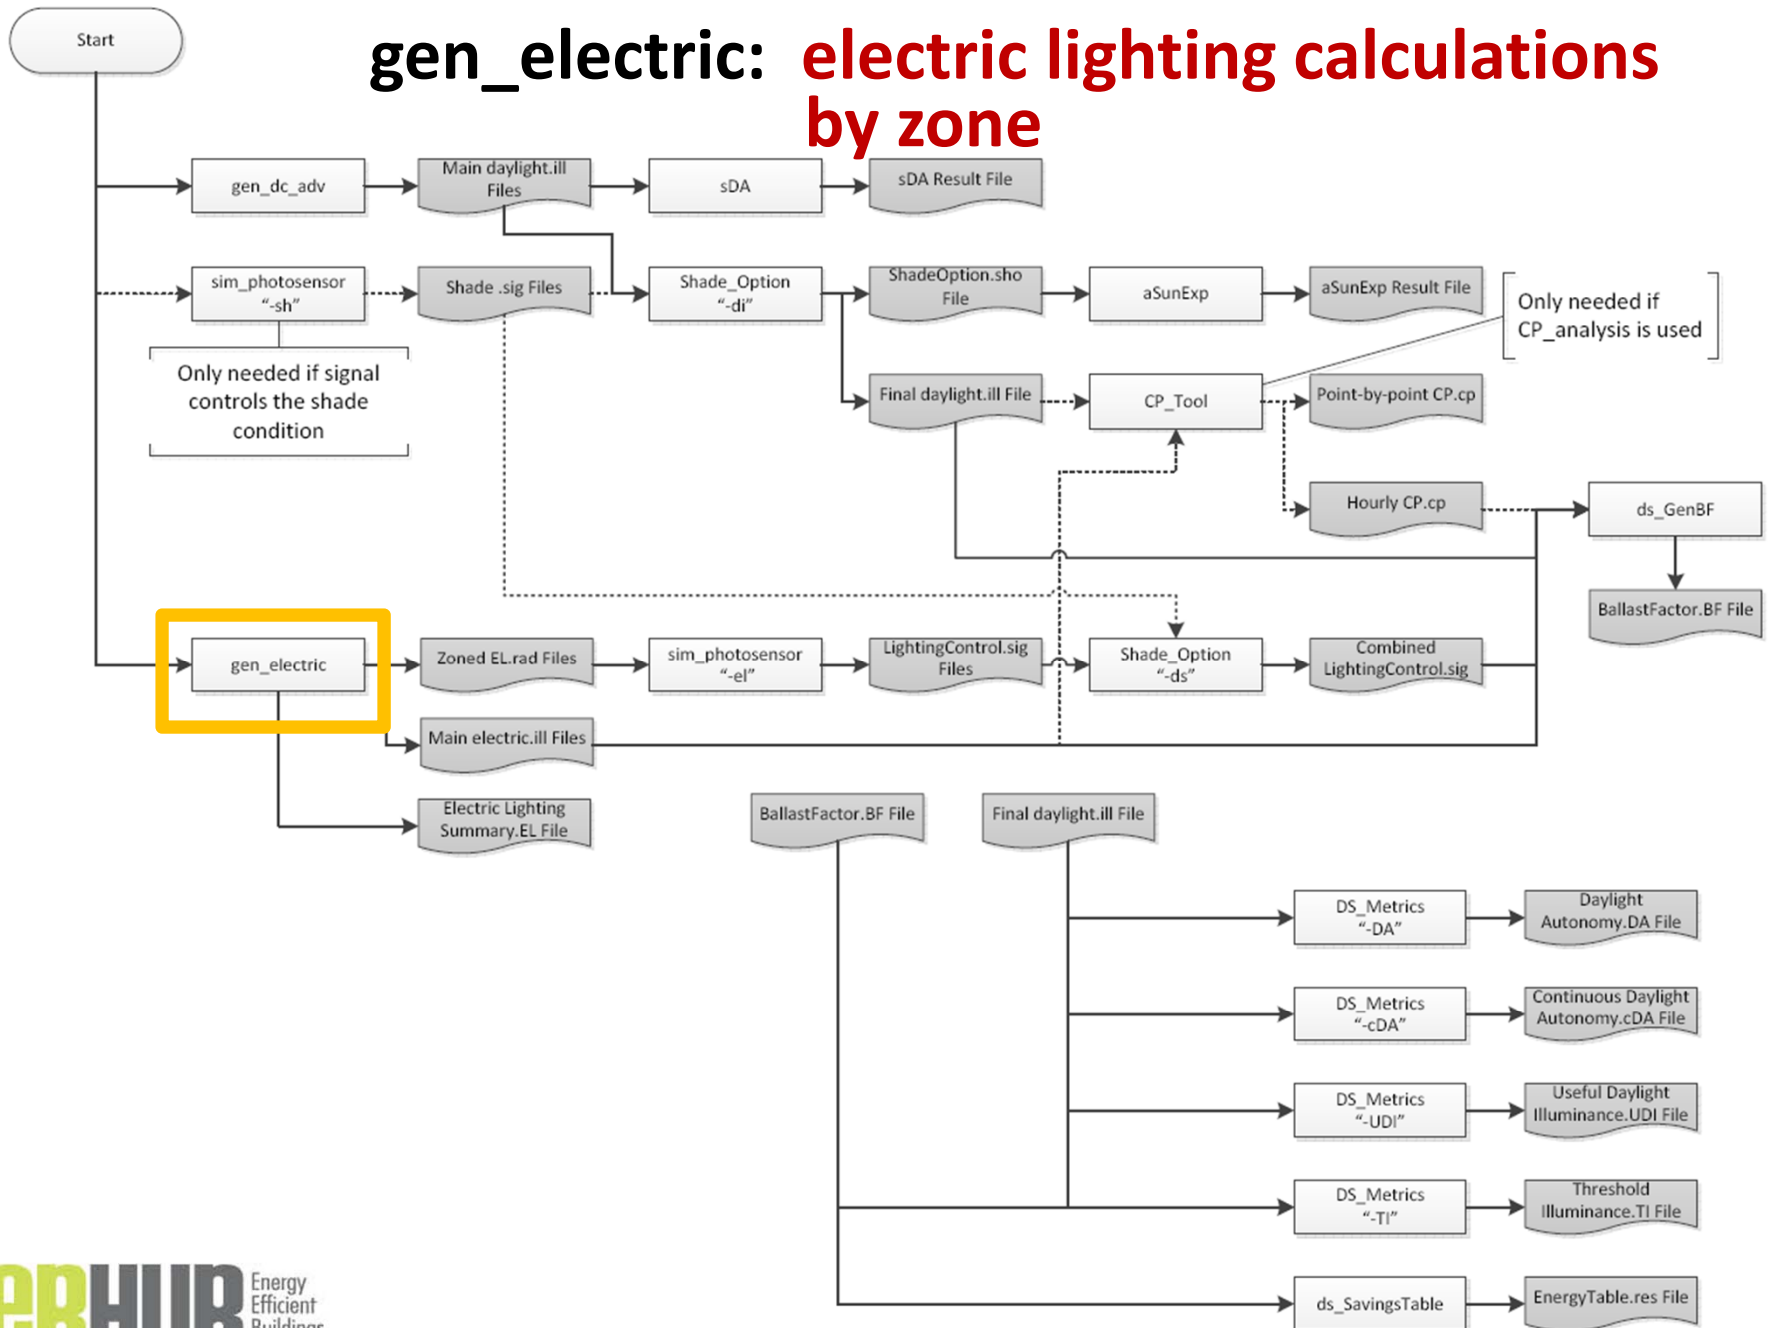 Start
gen_electric: electric lighting calculations
by zone
gen_dc_adv
Main daylight.ill
Files
sDA
sDA Result File
sim_photosensor
"-sh"
Shade .sig Files
Shade_Option
"-di"
ShadeOption.sho
File
aSunExp
aSunExp Result File
Only needed if
CP_analysis is used
Only needed if signal
controls the shade
condition
Final daylight.ill File
CP_Tool
Point-by-point CP.cp
Hourly CP.cp
ds_GenBF
BallastFactor.BF File
gen_electric
Zoned EL.rad Files
sim_photosensor
"-el"
LightingControl.sig
Files
Shade_Option
"-ds"
Combined
LightingControl.sig
Main electric.ill Files
Electric Lighting
Summary.EL File
BallastFactor.BF File
Final daylight.ill File
DS_Metrics
"-DA"
Daylight
Autonomy.DA File
DS_Metrics
"-cDA"
Continuous Daylight
Autonomy.cDA File
DS_Metrics
"-UDI"
Useful Daylight
Illuminance.UDI File
DS_Metrics
"-TI"
Threshold
Illuminance.TI File
ds_SavingsTable
EnergyTable.res File
eBHUB
Energy
Efficient
Buildings